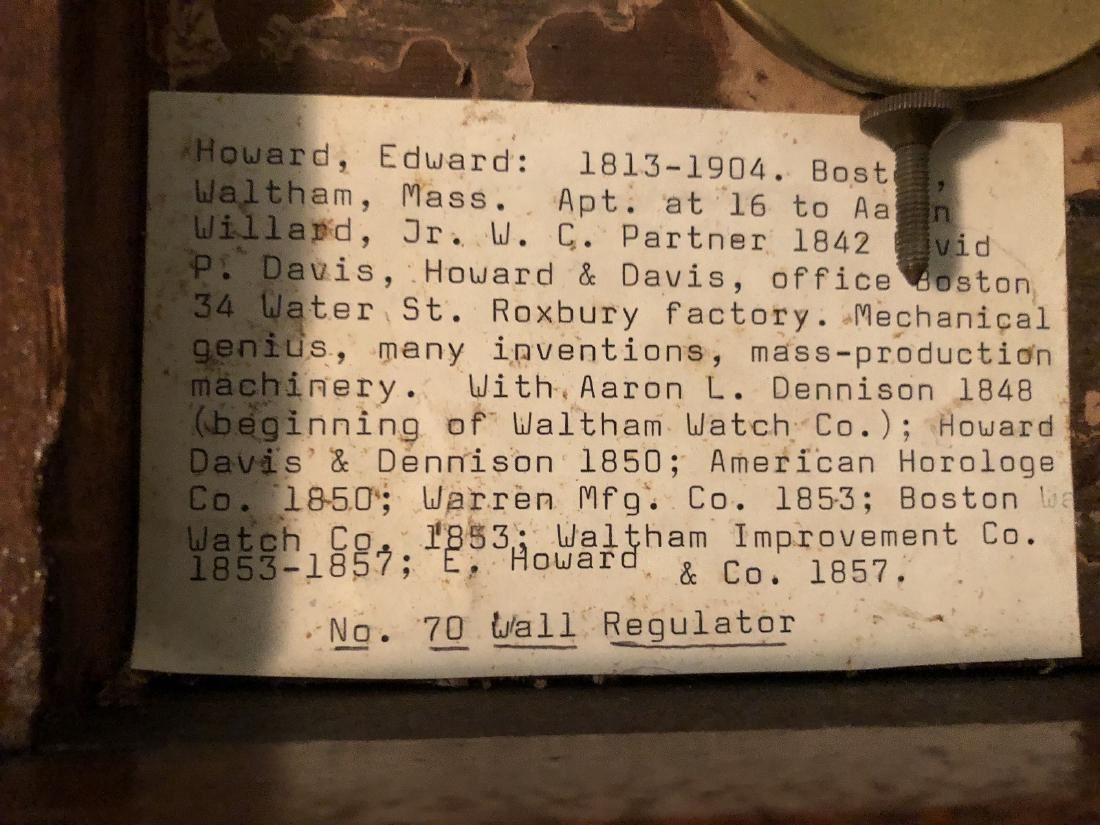 Howard, Edward: 1813-1904.
Waltham, Mass. Apt. at 16 to
Willard, Jr. W. C. Partner 1842
P. Davis, Howard & Davis, office Boston
34 Water St. Roxbury factory. Mechanical
genius, many inventions, mass-production
machinery. With Aaron L. Dennison 1848
(beginning of Waltham Watch Co.); Howard
Davis & Dennison 1850; American Horologe
Co. 1850; Warren Mfg. Co. 1853; Boston
Watch Co. 1853; Waltham Improvement Co.
1853-1857; E. Howard & Co. 1857.
No. 70 Wall Regulator